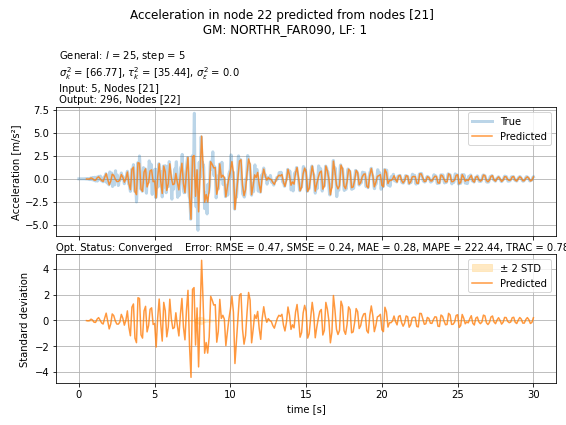 Acceleration in node 22 predicted from nodes [21]
GM: NORTHR_FAR090, LF: 1
General: l = 25, step = 5
σ²ₖ = [66.77], τ²ₖ = [35.44], σ²_ε = 0.0
Input: 5, Nodes [21]
Output: 296, Nodes [22]
Acceleration [m/s²]
7.5
5.0
2.5
0.0
−2.5
−5.0
True
Predicted
Opt. Status: Converged Error: RMSE = 0.47, SMSE = 0.24, MAE = 0.28, MAPE = 222.44, TRAC = 0.78
Standard deviation
4
2
0
−2
−4
± 2 STD
Predicted
0 5 10 15 20 25 30
time [s]